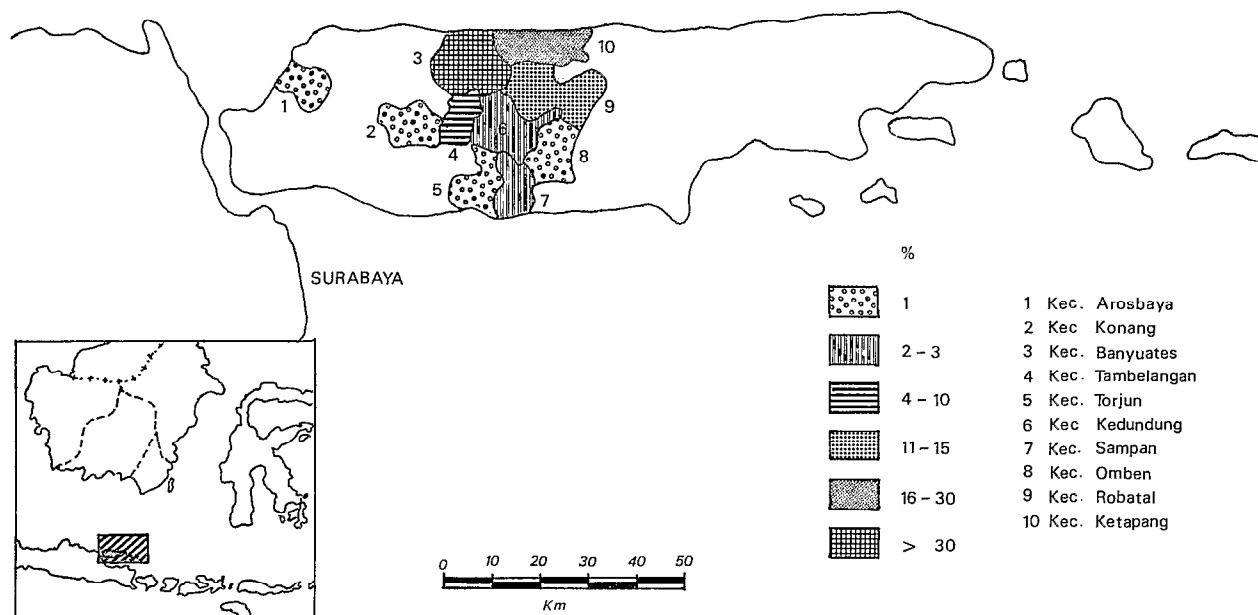 3
10
1
9
2
6
4
8
5
7
SURABAYA
%
1
2 – 3
4 – 10
11 – 15
16 – 30
> 30
1 Kec. Arosbaya
2 Kec Konang
3 Kec. Banyuates
4 Kec. Tambelangan
5 Kec. Torjun
6 Kec Kedundung
7 Kec. Sampan
8 Kec. Omben
9 Kec. Robatal
10 Kec. Ketapang
0 10 20 30 40 50
Km